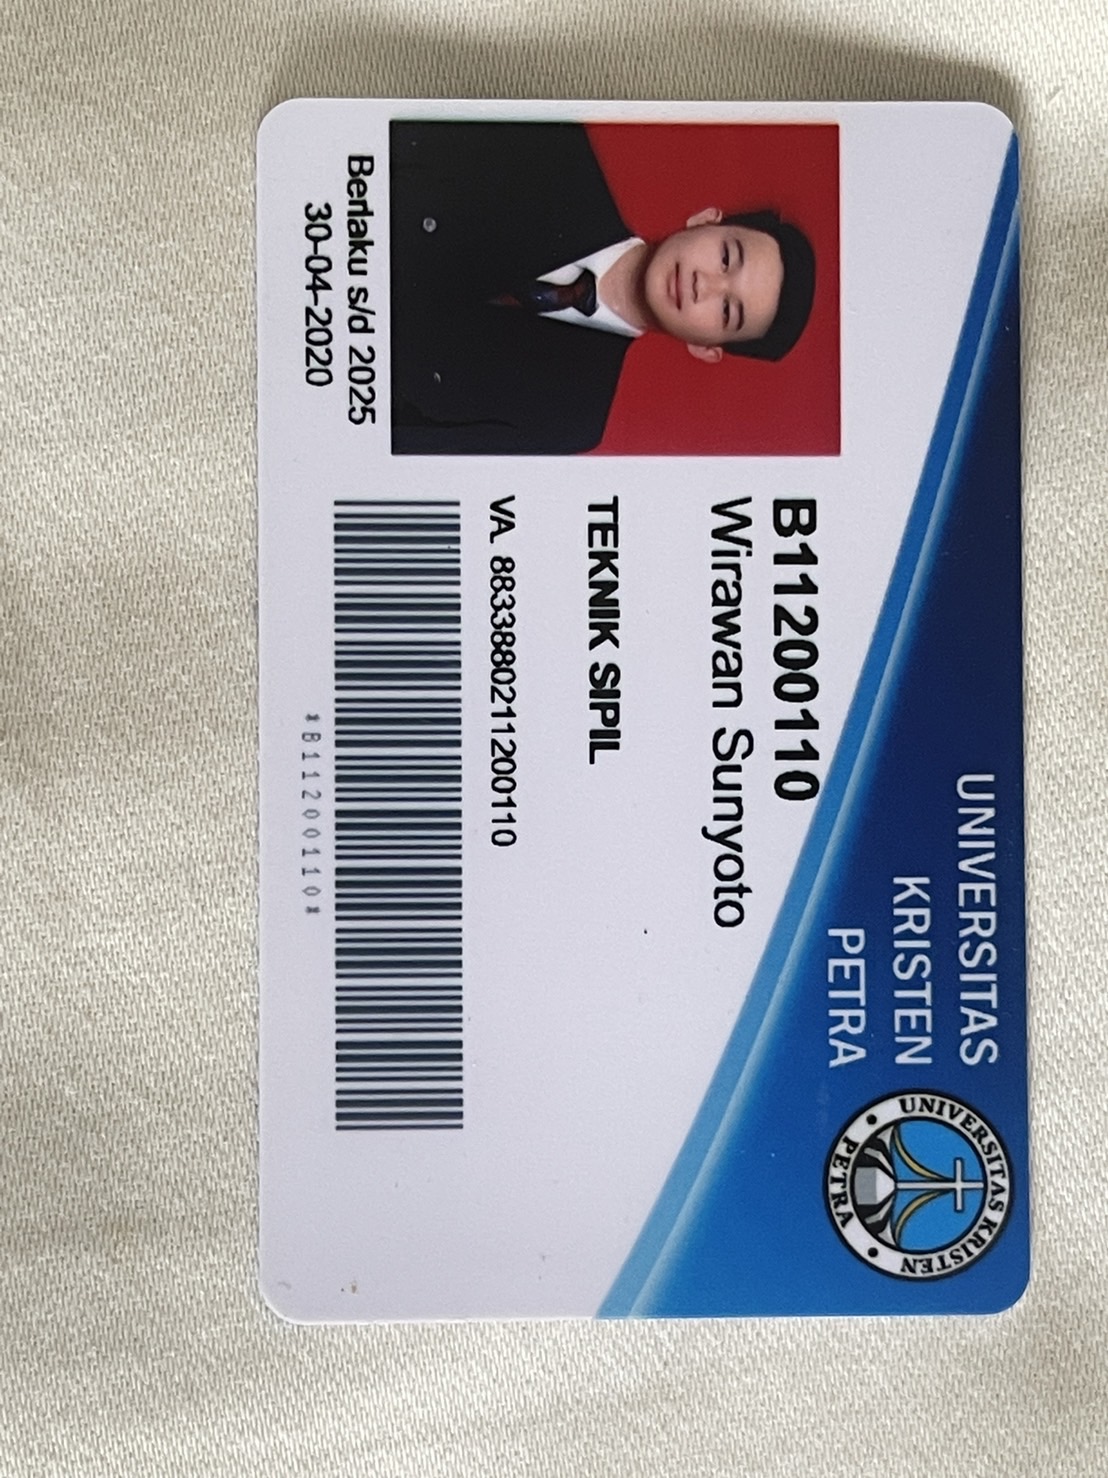 UNIVERSITAS
KRISTEN
PETRA
UNIVERSITAS KRISTEN
PETRA
B11200110
Wirawan Sunyoto
TEKNIK SIPIL
VA. 8833880211200110
*B11200110*
Berlaku s/d 2025
30-04-2020